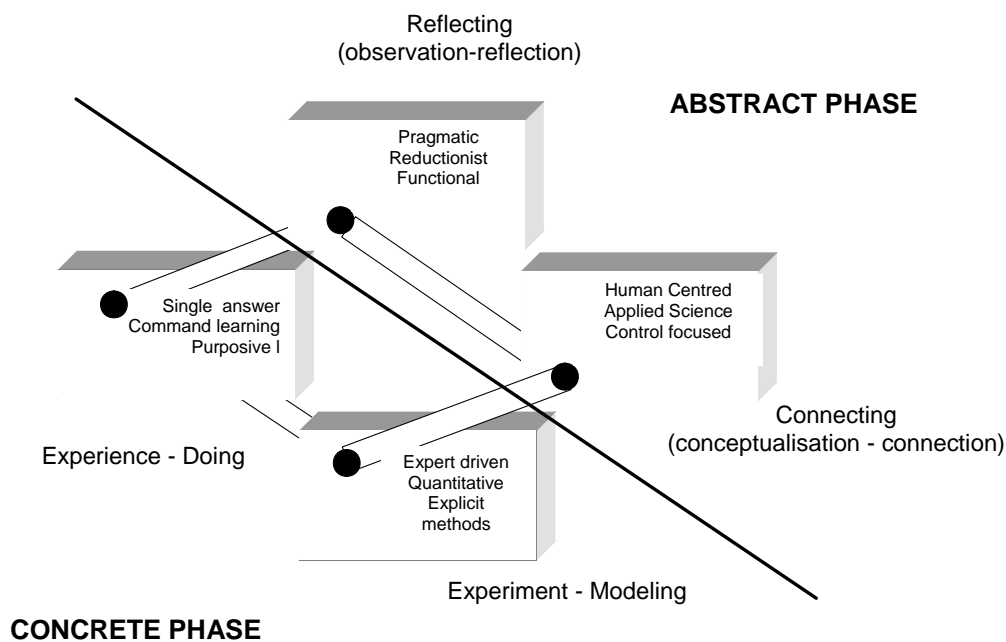 Reflecting
(observation-reflection)
ABSTRACT PHASE
Pragmatic
Reductionist
Functional
Single answer
Command learning
Purposive I
Human Centred
Applied Science
Control focused
Connecting
(conceptualisation - connection)
Experience - Doing
Expert driven
Quantitative
Explicit
methods
Experiment - Modeling
CONCRETE PHASE